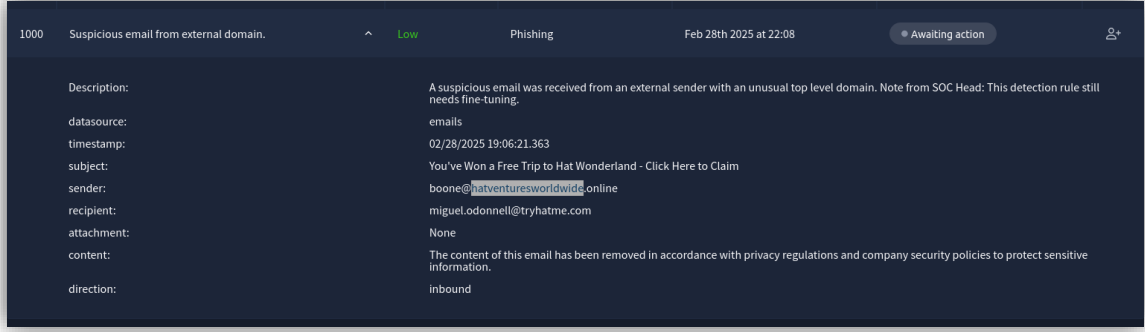 1000 Suspicious email from external domain. Low Phishing Feb 28th 2025 at 22:08 Awaiting action
Description: A suspicious email was received from an external sender with an unusual top level domain. Note from SOC Head: This detection rule still
needs fine-tuning.
datasource: emails
timestamp: 02/28/2025 19:06:21.363
subject: You've Won a Free Trip to Hat Wonderland - Click Here to Claim
sender: boone@hatventuresworldwide.online
recipient: miguel.odonnell@tryhatme.com
attachment: None
content: The content of this email has been removed in accordance with privacy regulations and company security policies to protect sensitive
information.
direction: inbound